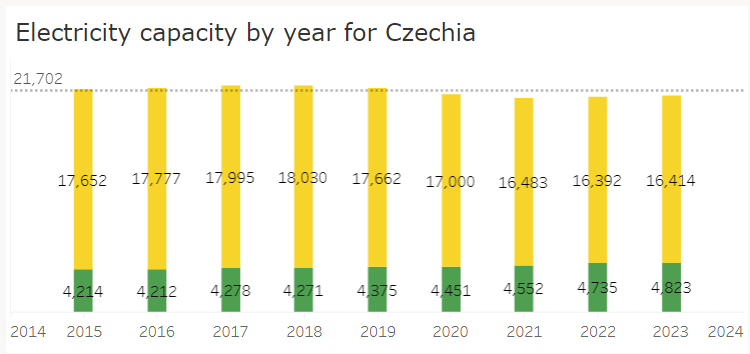 Electricity capacity by year for Czechia
21,702
17,652 17,777 17,995 18,030 17,662 17,000 16,483 16,392 16,414
4,214 4,212 4,278 4,271 4,375 4,451 4,552 4,735 4,823
2014 2015 2016 2017 2018 2019 2020 2021 2022 2023 2024